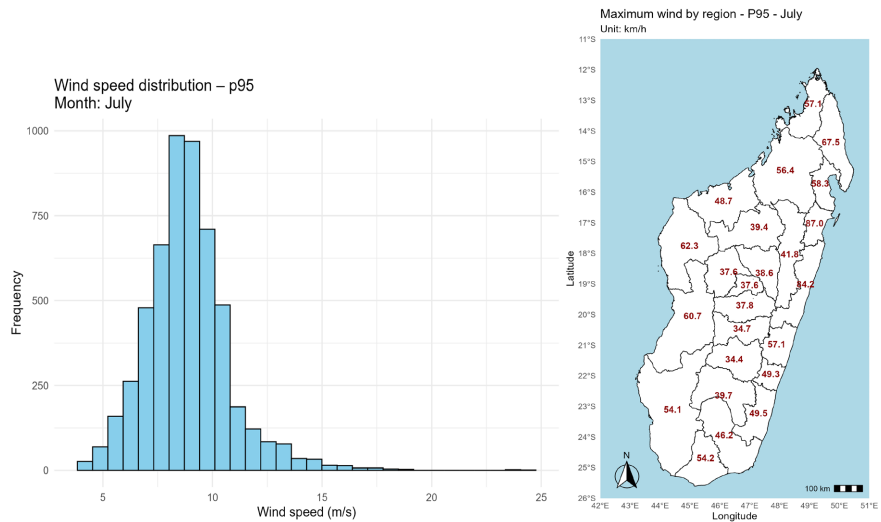 Wind speed distribution – p95
Month: July
Frequency
1000
750
500
250
0
5
10
15
20
25
Wind speed (m/s)
Maximum wind by region - P95 - July
Unit: km/h
Latitude
11°S
12°S
13°S
14°S
15°S
16°S
17°S
18°S
19°S
20°S
21°S
22°S
23°S
24°S
25°S
26°S
57.1
67.5
56.4
58.3
48.7
87.0
39.4
62.3
41.8
37.6
38.6
37.6
84.2
37.8
60.7
34.7
57.1
34.4
49.3
39.7
54.1
49.5
46.2
54.2
N
100 km
42°E
43°E
44°E
45°E
46°E
47°E
48°E
49°E
50°E
51°E
Longitude